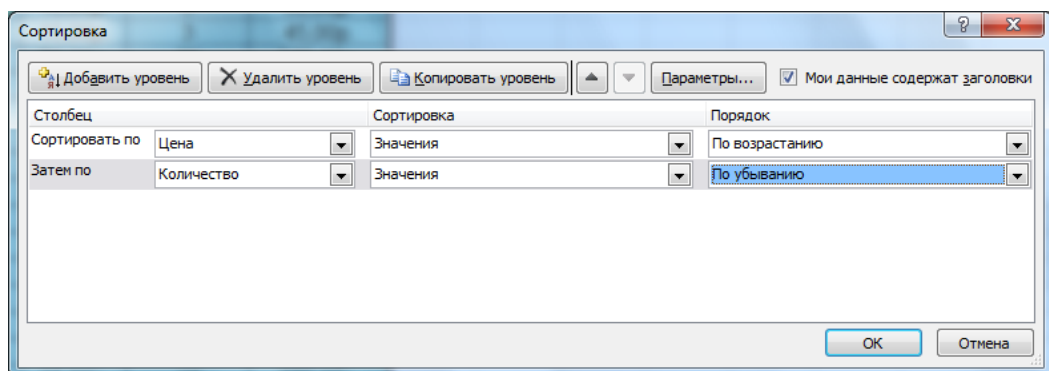 Сортировка
Добавить уровень Удалить уровень Копировать уровень Параметры... Мои данные содержат заголовки
Столбец Сортировка Порядок
Сортировать по Цена Значения По возрастанию
Затем по Количество Значения По убыванию
ОК Отмена